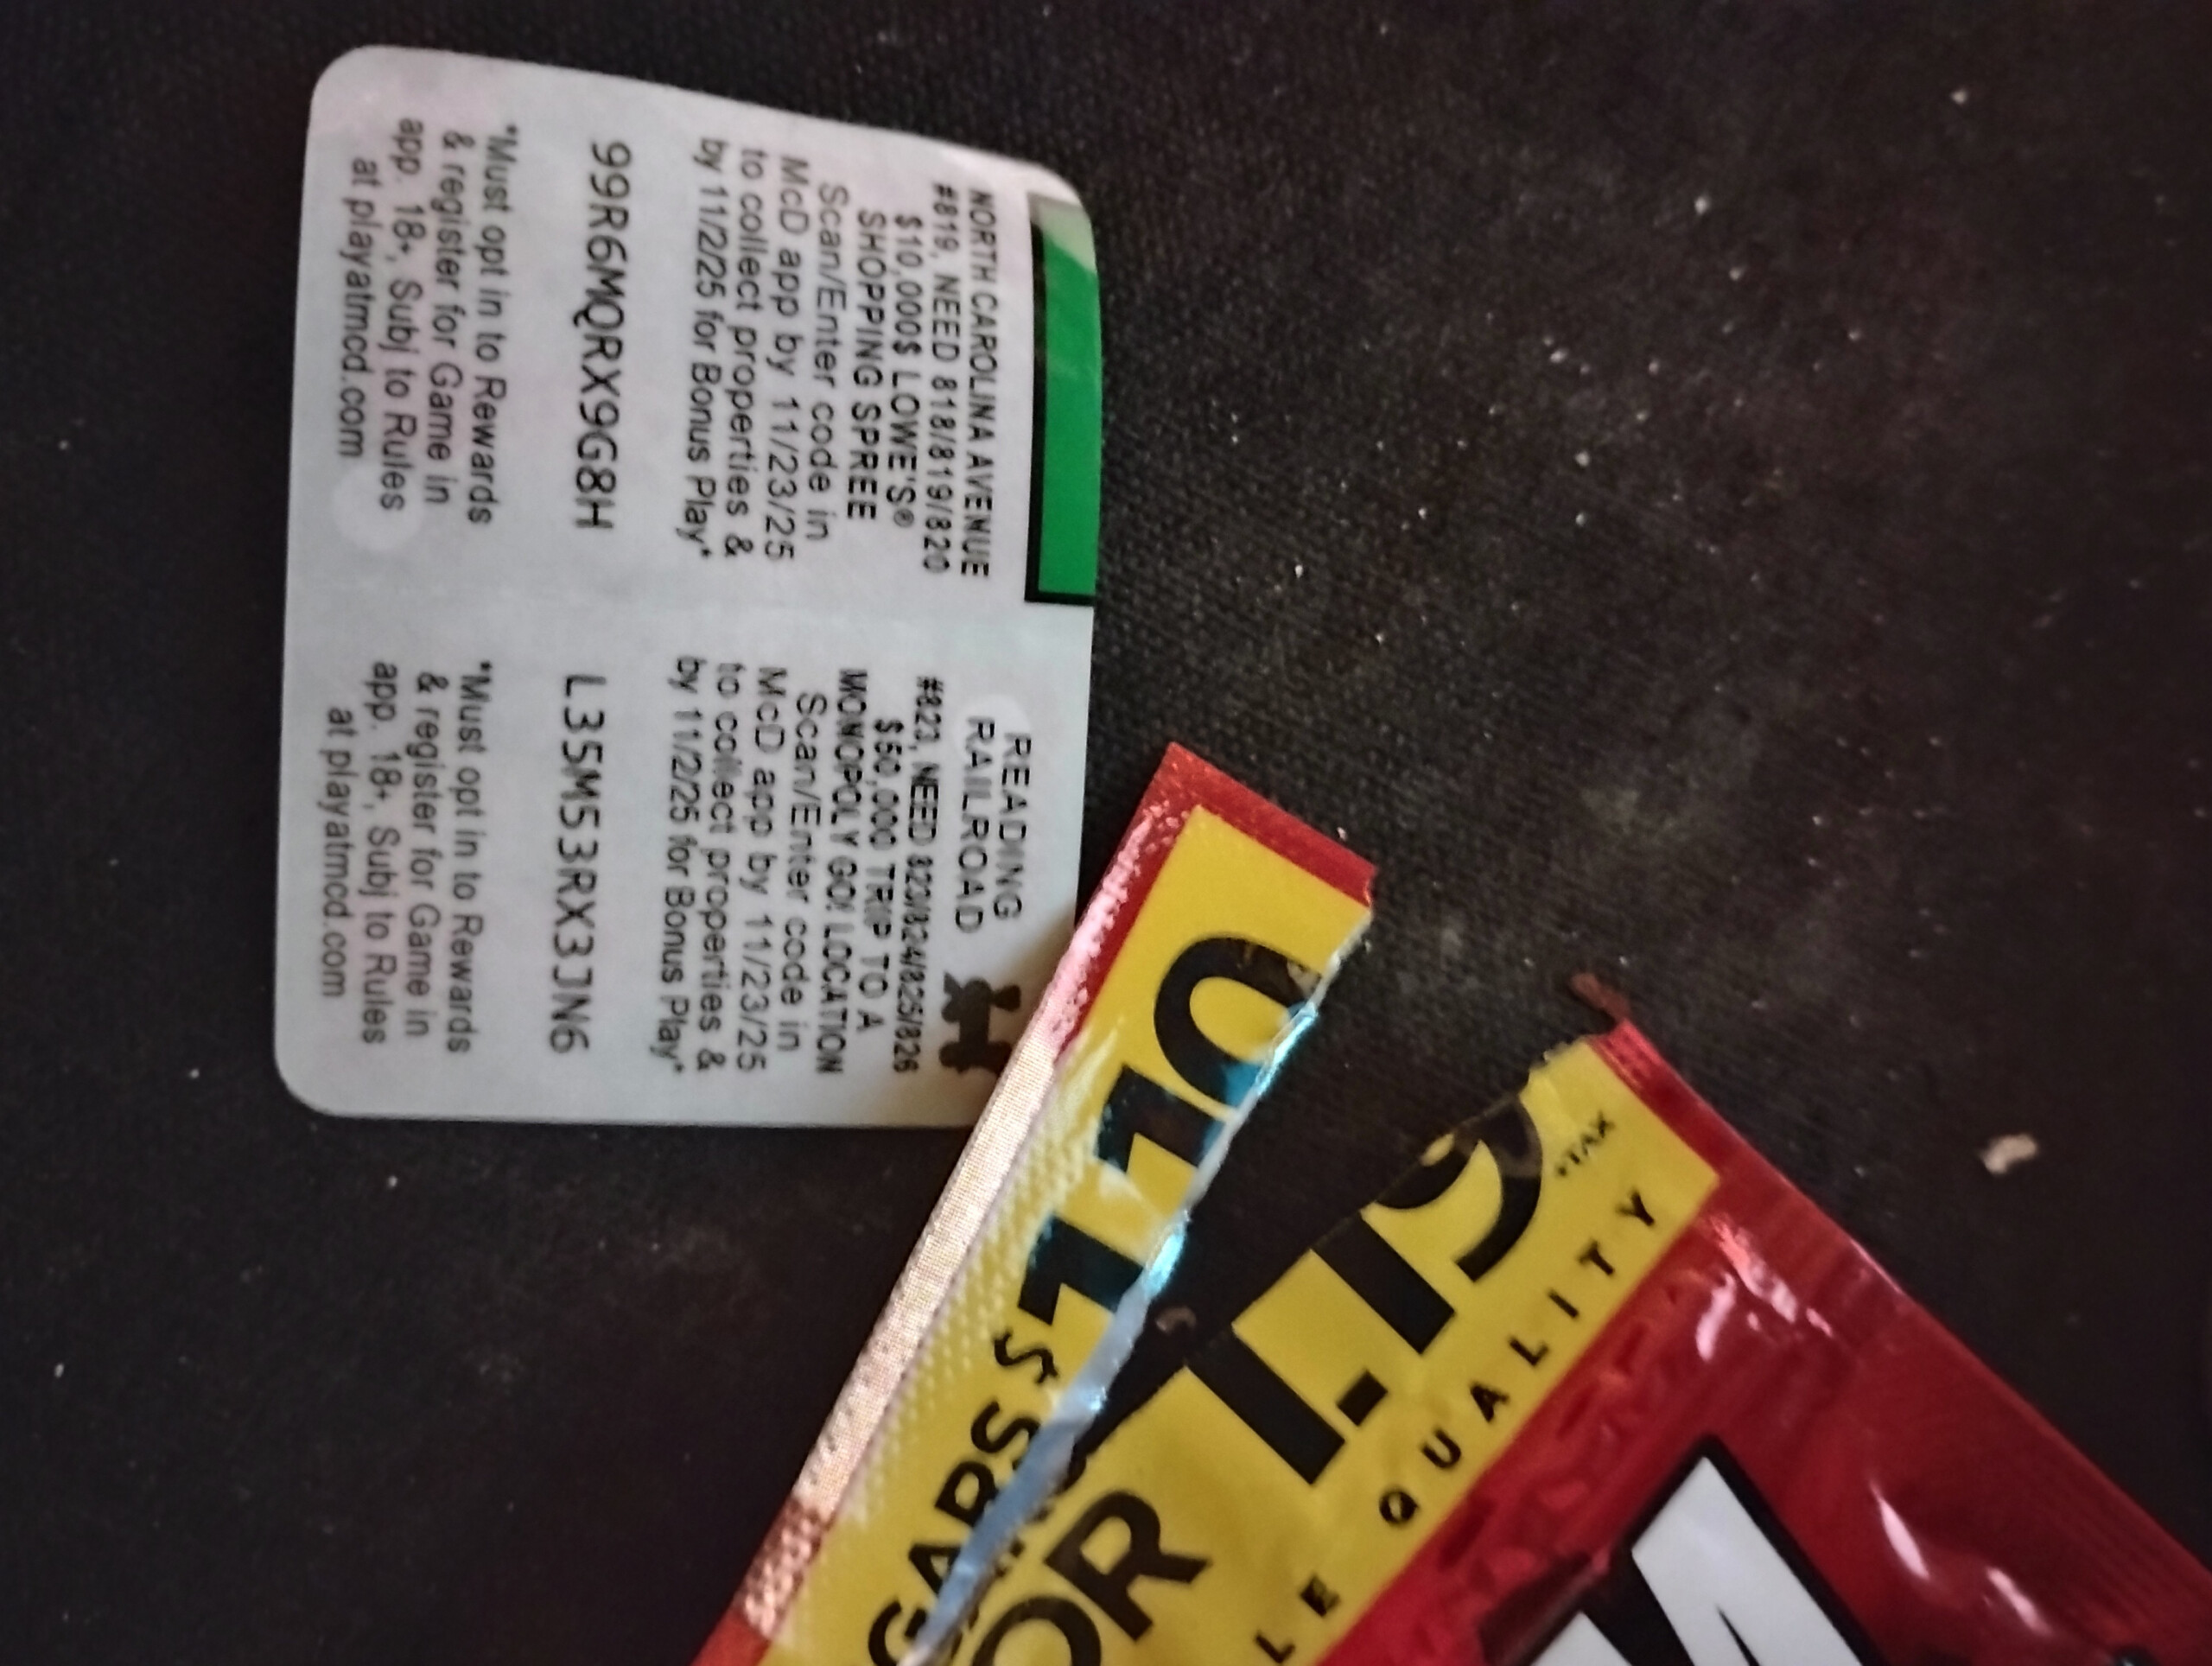 NORTH CAROLINA AVENUE
#819, NEED 818/819/820
$10,000$ LOWE'S®
SHOPPING SPREE
Scan/Enter code in
McD app by 11/23/25
to collect properties &
by 11/2/25 for Bonus Play*
99R6MQRX9G8H
*Must opt in to Rewards
& register for Game in
app. 18+, Subj to Rules
at playatmcd.com
READING
RAILROAD
#823, NEED 823/824/825/826
$50,000 TRIP TO A
MONOPOLY GO! LOCATION
Scan/Enter code in
McD app by 11/23/25
to collect properties &
by 11/2/25 for Bonus Play*
L35M53RX3JN6
*Must opt in to Rewards
& register for Game in
app. 18+, Subj to Rules
at playatmcd.com
GARS $1.19
FOR 1.19
+TAX
QUALITY